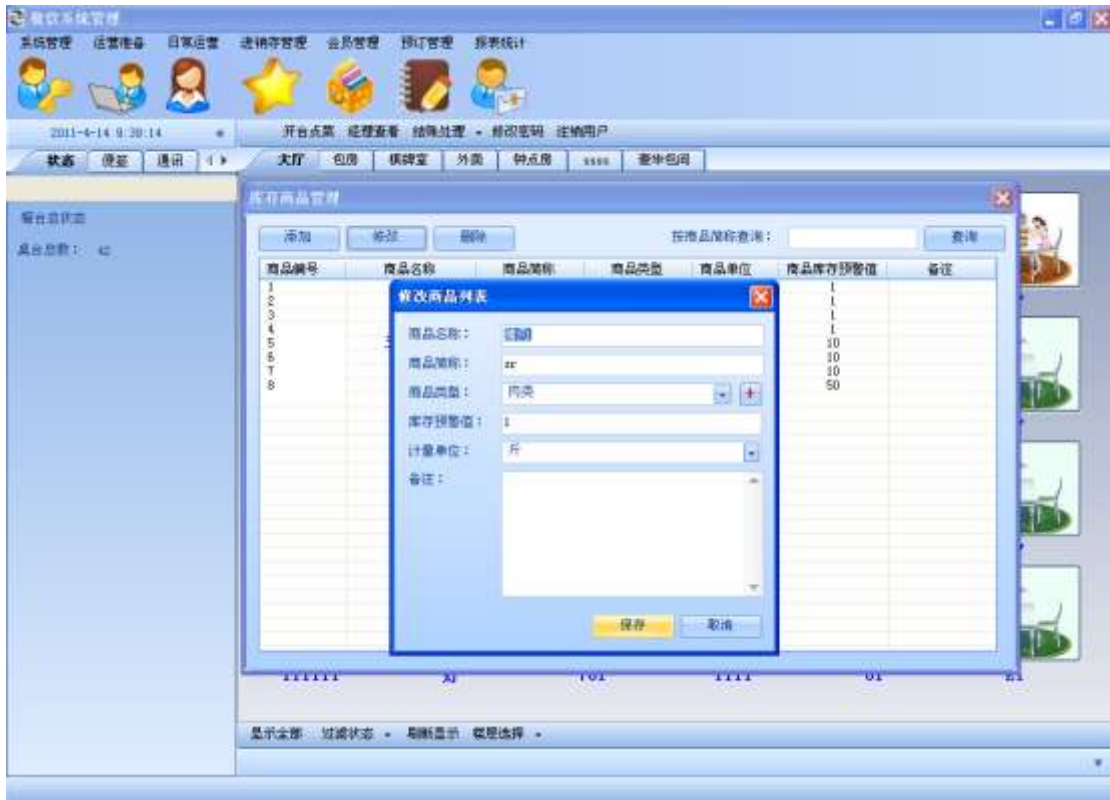 餐饮系统管理
系统管理 运营准备 日常运营 进销存管理 会员管理 预订管理 报表统计
2011-4-14 9:30:14
开台点菜 经理查看 结账处理 修改密码 注销用户
状态 便签 通讯
大厅 包房 棋牌室 外面 钟点房 ssss 豪华包间
库存商品管理
餐台总状态
桌台总数： 42
添加 修改 删除 按商品简称查询： 查询
商品编号 商品名称 商品简称 商品类型 商品单位 商品库存预警值 备注
1 1
2 1
3 1
4 1
5 10
6 10
7 10
8 50
修改商品列表
商品名称：
商品简称： zr
商品类型： 肉类
库存预警值： 1
计量单位： 斤
备注：
保存 取消
显示全部 过滤状态 刷新显示 楼层选择